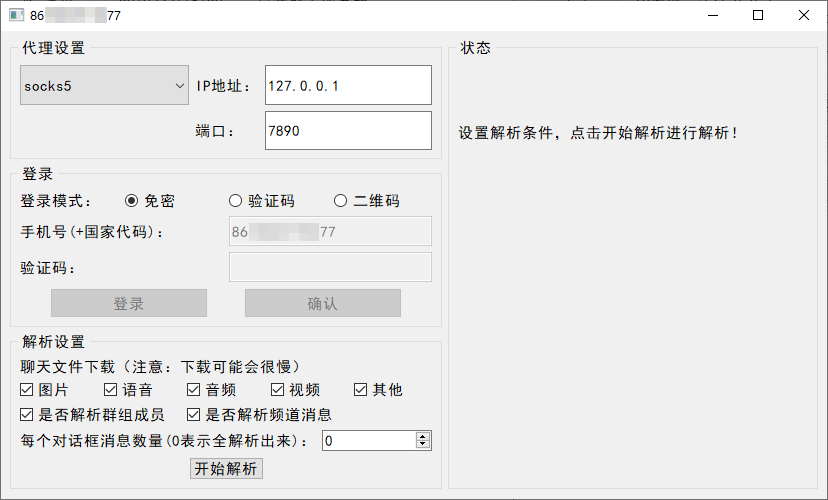 86 77
代理设置
socks5
IP地址：
127.0.0.1
端口：
7890
登录
登录模式：
免密
验证码
二维码
手机号(+国家代码)：
86 77
验证码：
登录
确认
解析设置
聊天文件下载（注意：下载可能会很慢）
图片
语音
音频
视频
其他
是否解析群组成员
是否解析频道消息
每个对话框消息数量(0表示全解析出来)：
0
开始解析
状态
设置解析条件，点击开始解析进行解析！